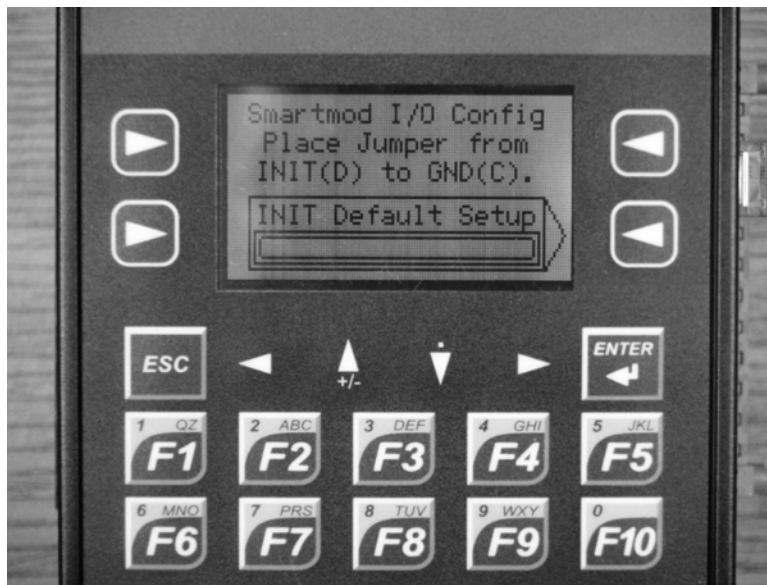 Smartmod I/O Config
Place Jumper from
INIT(D) to GND(C).
INIT Default Setup
ESC
+/-
ENTER
1 QZ
F1
2 ABC
F2
3 DEF
F3
4 GHI
F4
5 JKL
F5
6 MNO
F6
7 PRS
F7
8 TUV
F8
9 WXY
F9
0
F10